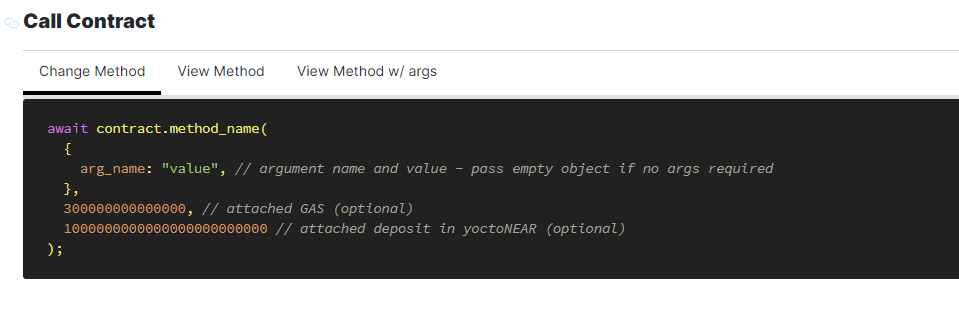 Call Contract
Change Method View Method View Method w/ args
await contract.method_name(
{
arg_name: "value", // argument name and value – pass empty object if no args required
},
300000000000000, // attached GAS (optional)
1000000000000000000000000 // attached deposit in yoctoNEAR (optional)
);